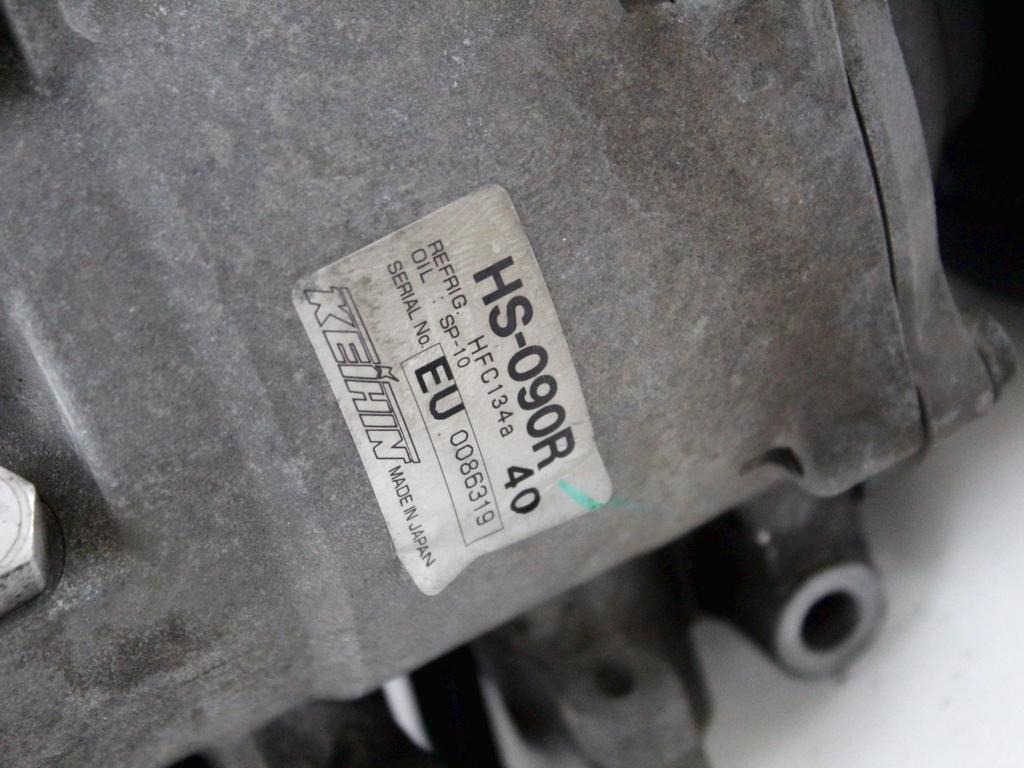 HS-090R 40
REFRIG. HFC134a
OIL : SP-10
SERIAL No. EU 0086319
KEIHIN MADE IN JAPAN